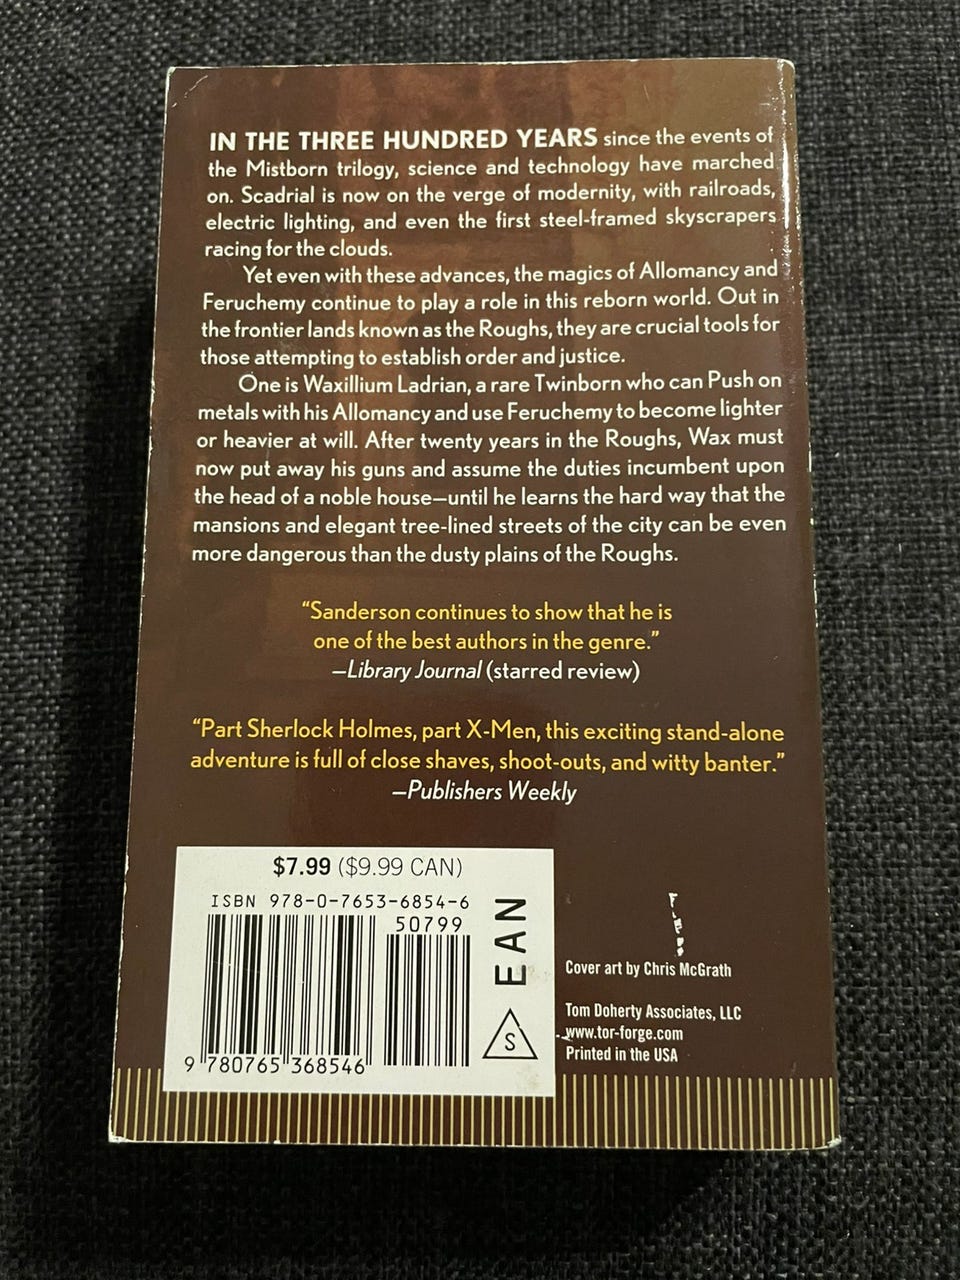 IN THE THREE HUNDRED YEARS since the events of
the Mistborn trilogy, science and technology have marched
on. Scadrial is now on the verge of modernity, with railroads,
electric lighting, and even the first steel-framed skyscrapers
racing for the clouds.
Yet even with these advances, the magics of Allomancy and
Feruchemy continue to play a role in this reborn world. Out in
the frontier lands known as the Roughs, they are crucial tools for
those attempting to establish order and justice.
One is Waxillium Ladrian, a rare Twinborn who can Push on
metals with his Allomancy and use Feruchemy to become lighter
or heavier at will. After twenty years in the Roughs, Wax must
now put away his guns and assume the duties incumbent upon
the head of a noble house—until he learns the hard way that the
mansions and elegant tree-lined streets of the city can be even
more dangerous than the dusty plains of the Roughs.
“Sanderson continues to show that he is
one of the best authors in the genre.”
—Library Journal (starred review)
“Part Sherlock Holmes, part X-Men, this exciting stand-alone
adventure is full of close shaves, shoot-outs, and witty banter.”
—Publishers Weekly
$7.99 ($9.99 CAN)
ISBN 978-0-7653-6854-6
50799
EAN
S
9 780765 368546
Cover art by Chris McGrath
Tom Doherty Associates, LLC
www.tor-forge.com
Printed in the USA